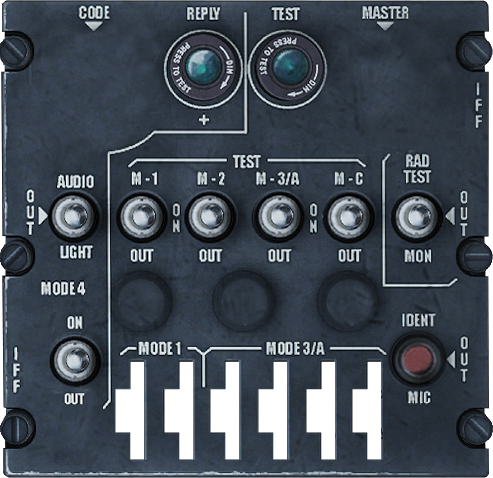 CODE
REPLY
TEST
MASTER
PRESS TO TEST
DIM
PRESS TO TEST
DIM
+
IFF
TEST
RAD
TEST
AUDIO
M-1
M-2
M-3/A
M-C
OUT
ON
ON
OUT
LIGHT
OUT
OUT
OUT
OUT
MON
MODE 4
ON
IDENT
MODE 1
MODE 3/A
OUT
IFF
OUT
MIC